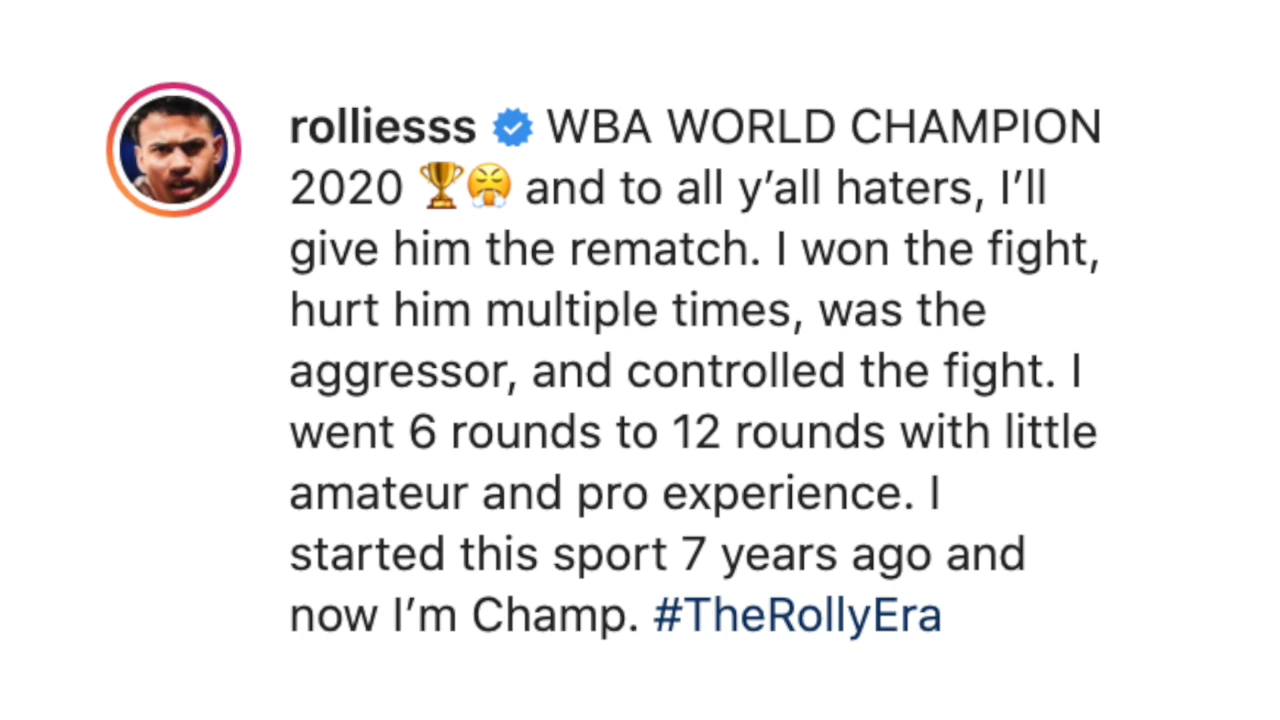 rolliesss WBA WORLD CHAMPION
2020 🏆😤 and to all y’all haters, I’ll
give him the rematch. I won the fight,
hurt him multiple times, was the
aggressor, and controlled the fight. I
went 6 rounds to 12 rounds with little
amateur and pro experience. I
started this sport 7 years ago and
now I’m Champ. #TheRollyEra